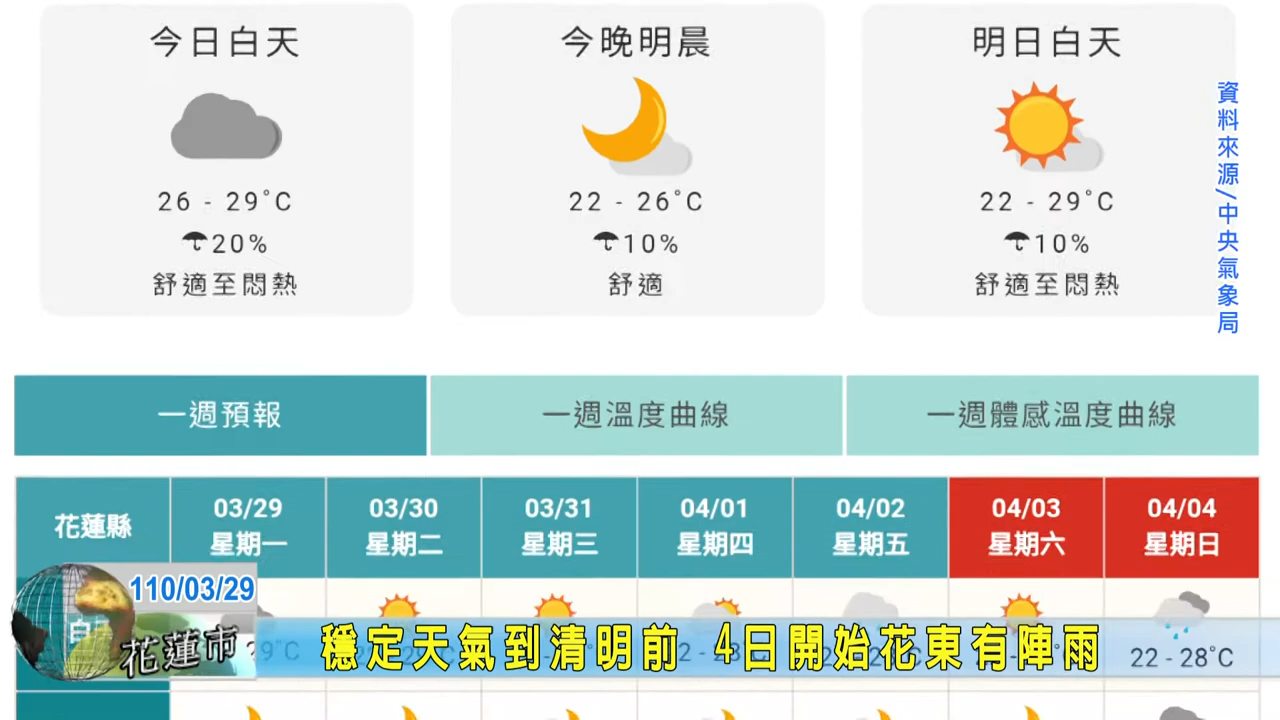 今日白天
26 - 29°C
20%
舒適至悶熱
今晚明晨
22 - 26°C
10%
舒適
明日白天
22 - 29°C
10%
舒適至悶熱
資料來源/中央氣象局
一週預報
一週溫度曲線
一週體感溫度曲線
花蓮縣
03/29
星期一
03/30
星期二
03/31
星期三
04/01
星期四
04/02
星期五
04/03
星期六
04/04
星期日
22 - 28°C
110/03/29
花蓮市
穩定天氣到清明前 4日開始花東有陣雨